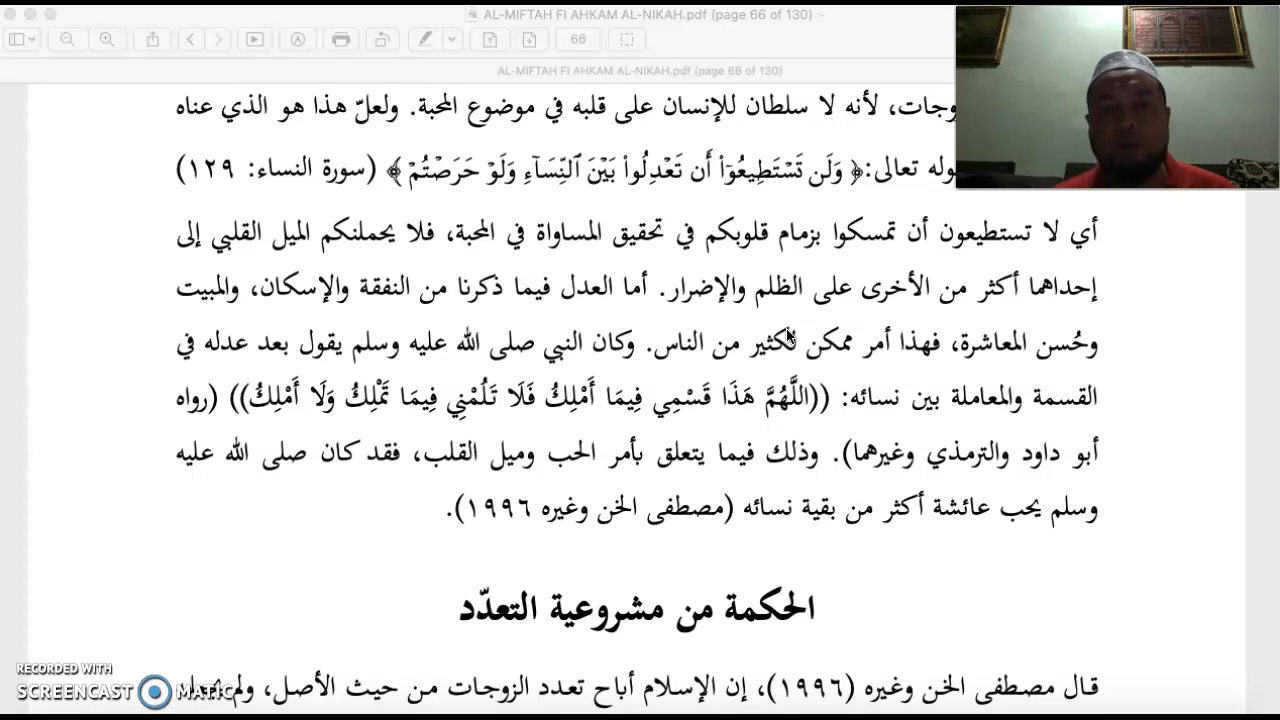 AL-MIFTAH FI AHKAM AL-NIKAH.pdf (page 66 of 130)
66
AL-MIFTAH FI AHKAM AL-NIKAH.pdf (page 66 of 130)
لأنه لا سلطان للإنسان على قلبه في موضوع المحبة. ولعلّ هذا هو الذي عناه
تعالى:﴿ وَلَن تَسْتَطِيعُوٓا۟ أَن تَعْدِلُوا۟ بَيْنَ ٱلنِّسَآءِ وَلَوْ حَرَصْتُمْ ﴾ (سورة النساء: ١٢٩)
أي لا تستطيعون أن تمسكوا بزمام قلوبكم في تحقيق المساواة في المحبة، فلا يحملنكم الميل القلبي إلى
إحداهما أكثر من الأخرى على الظلم والإضرار. أما العدل فيما ذكرنا من النفقة والإسكان، والمبيت
وحُسن المعاشرة، فهذا أمر ممكن لكثير من الناس. وكان النبي صلى الله عليه وسلم يقول بعد عدله في
القسمة والمعاملة بين نسائه: ((اللَّهُمَّ هَذَا قَسْمِي فِيمَا أَمْلِكُ فَلَا تَلُمْنِي فِيمَا تَمْلِكُ وَلَا أَمْلِكُ)) (رواه
أبو داود والترمذي وغيرهما). وذلك فيما يتعلق بأمر الحب وميل القلب، فقد كان صلى الله عليه
وسلم يحب عائشة أكثر من بقية نسائه (مصطفى الخن وغيره ١٩٩٦).
الحكمة من مشروعية التعدّد
قال مصطفى الخن وغيره (١٩٩٦)، إن الإسلام أباح تعدد الزوجات من حيث الأصل،
RECORDED WITH
SCREENCAST MATIC